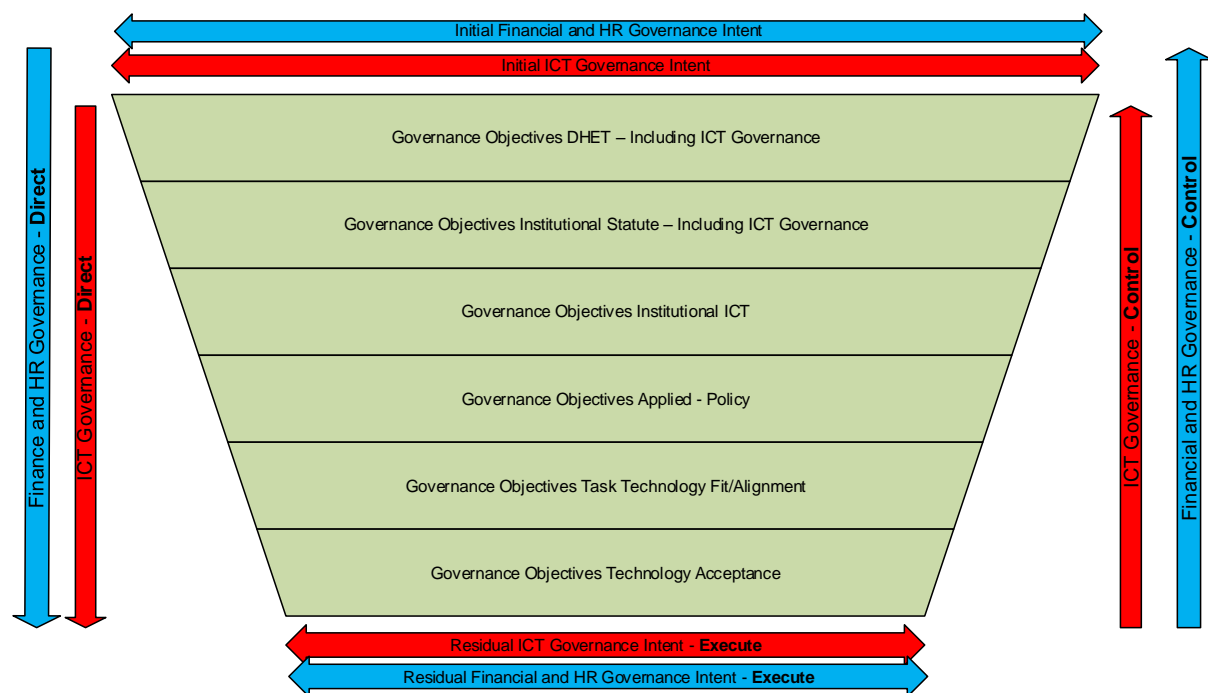 Initial Financial and HR Governance Intent
Initial ICT Governance Intent
Finance and HR Governance - Direct
ICT Governance - Direct
Governance Objectives DHET – Including ICT Governance
Governance Objectives Institutional Statute – Including ICT Governance
Governance Objectives Institutional ICT
Governance Objectives Applied - Policy
Governance Objectives Task Technology Fit/Alignment
Governance Objectives Technology Acceptance
ICT Governance - Control
Financial and HR Governance - Control
Residual ICT Governance Intent - Execute
Residual Financial and HR Governance Intent - Execute